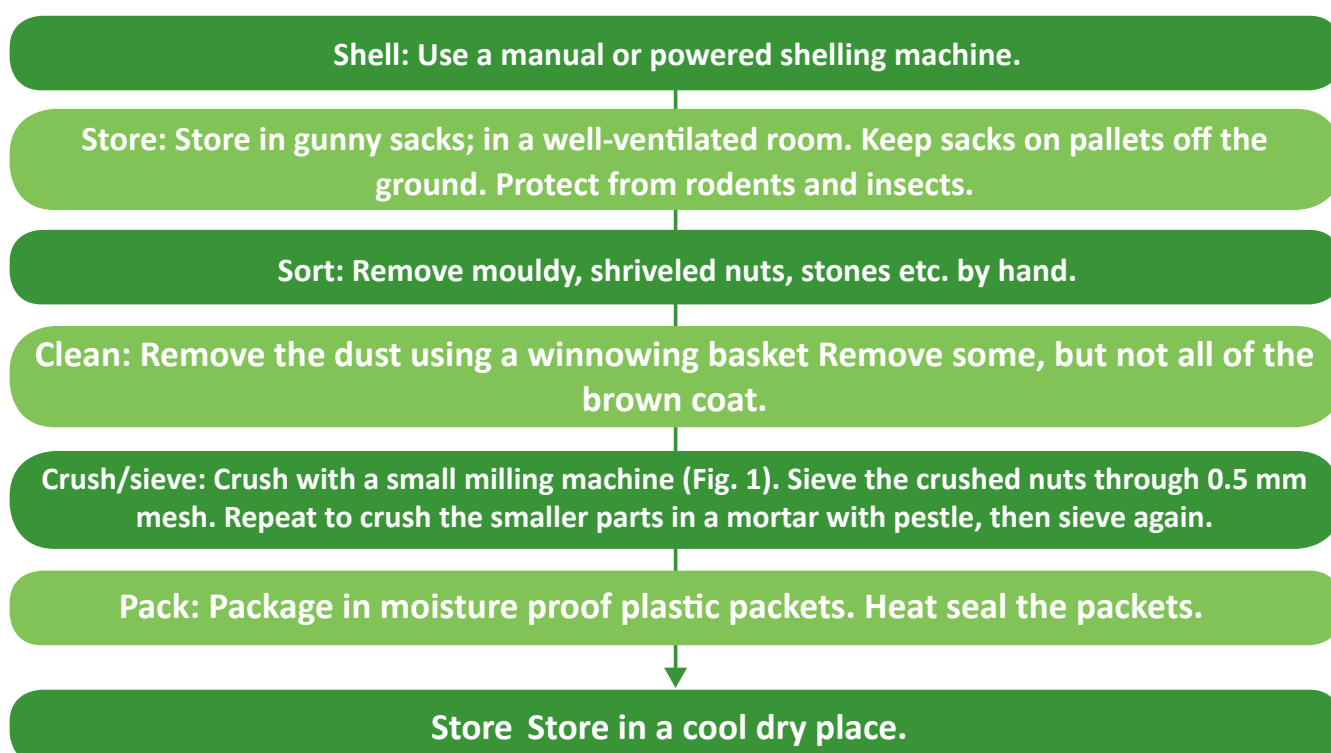 Shell: Use a manual or powered shelling machine.
Store: Store in gunny sacks; in a well-ventilated room. Keep sacks on pallets off the
ground. Protect from rodents and insects.
Sort: Remove mouldy, shriveled nuts, stones etc. by hand.
Clean: Remove the dust using a winnowing basket Remove some, but not all of the
brown coat.
Crush/sieve: Crush with a small milling machine (Fig. 1). Sieve the crushed nuts through 0.5 mm
mesh. Repeat to crush the smaller parts in a mortar with pestle, then sieve again.
Pack: Package in moisture proof plastic packets. Heat seal the packets.
Store Store in a cool dry place.